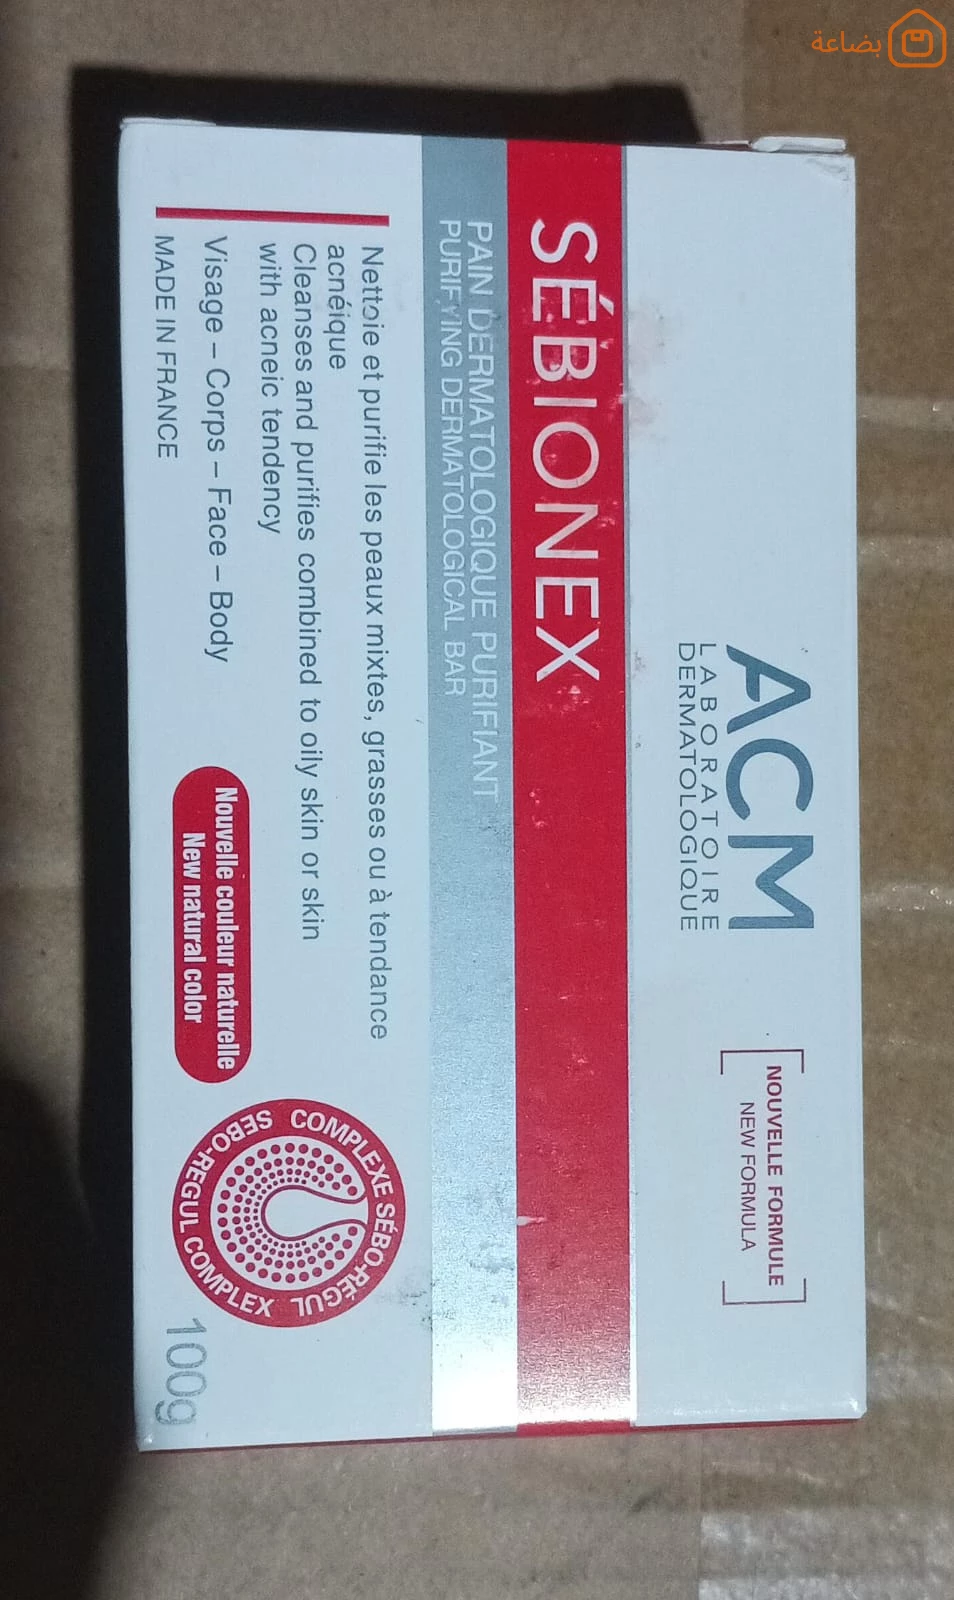 بضاعة
ACM
LABORATOIRE
DERMATOLOGIQUE
NOUVELLE FORMULE
NEW FORMULA
SÉBIONEX
PAIN DERMATOLOGIQUE PURIFIANT
PURIFYING DERMATOLOGICAL BAR
Nettoie et purifie les peaux mixtes, grasses ou à tendance
acnéique
Cleanses and purifies combined to oily skin or skin
with acneic tendency
Visage – Corps – Face – Body
MADE IN FRANCE
Nouvelle couleur naturelle
New natural color
COMPLEXE SÉBO-RÉGUL
SEBO-REGUL COMPLEX
100g